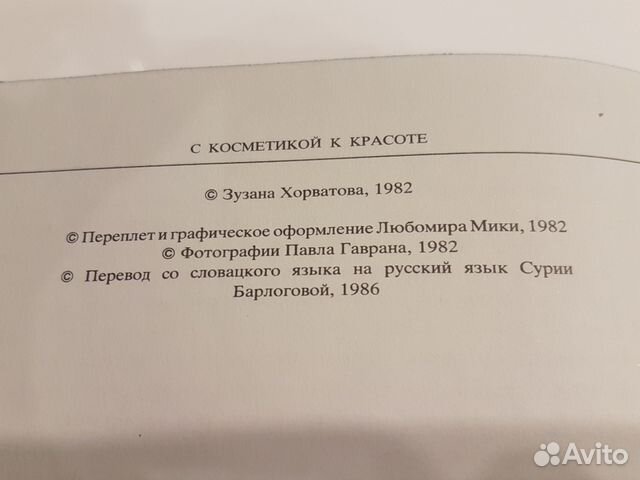 С КОСМЕТИКОЙ К КРАСОТЕ
© Зузана Хорватова, 1982
© Переплет и графическое оформление Любомира Мики, 1982
© Фотографии Павла Гаврана, 1982
© Перевод со словацкого языка на русский язык Сурии
Барлоговой, 1986
Avito